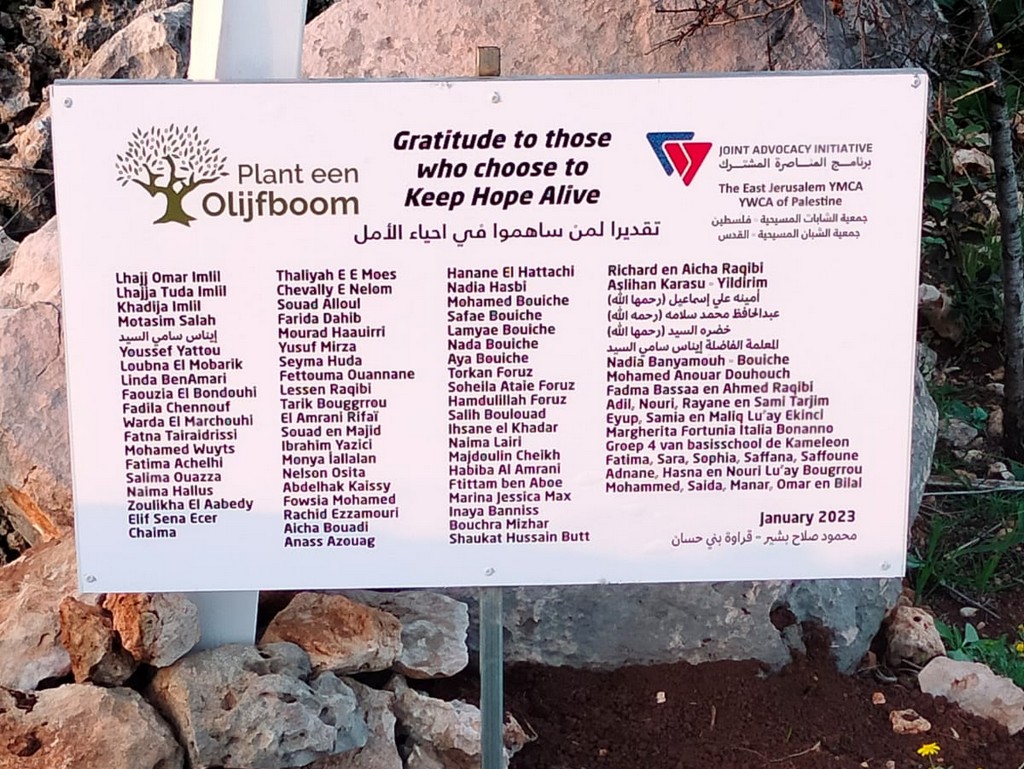 Plant een
Olijfboom
Gratitude to those
who choose to
Keep Hope Alive
تقديرا لمن ساهموا في احياء الأمل
JOINT ADVOCACY INITIATIVE
برنامج المناصرة المشترك
The East Jerusalem YMCA
YWCA of Palestine
جمعية الشابات المسيحية - فلسطين
جمعية الشبان المسيحية - القدس
Lhajj Omar Imlil
Lhajja Tuda Imlil
Khadija Imlil
Motasim Salah
إيناس سامي السيد
Youssef Yattou
Loubna El Mobarik
Linda BenAmari
Faouzia El Bondouhi
Fadila Chennouf
Warda El Marchouhi
Fatna Tairaidrissi
Mohamed Wuyts
Fatima Achelhi
Salima Ouazza
Naima Hallus
Zoulikha El Aabedy
Elif Sena Ecer
Chaima
Thaliyah E E Moes
Chevally E Nelom
Souad Alloul
Farida Dahib
Mourad Haauirri
Yusuf Mirza
Seyma Huda
Fettouma Ouannane
Lessen Raqibi
Tarik Bouggrrou
El Amrani Rifaï
Souad en Majid
Ibrahim Yazici
Monya lallalan
Nelson Osita
Abdelhak Kaissy
Fowsia Mohamed
Rachid Ezzamouri
Aicha Bouadi
Anass Azouag
Hanane El Hattachi
Nadia Hasbi
Mohamed Bouiche
Safae Bouiche
Lamyae Bouiche
Nada Bouiche
Aya Bouiche
Torkan Foruz
Soheila Ataie Foruz
Hamdulillah Foruz
Salih Boulouad
Ihsane el Khadar
Naima Lairi
Majdoulin Cheikh
Habiba Al Amrani
Ftittam ben Aboe
Marina Jessica Max
Inaya Banniss
Bouchra Mizhar
Shaukat Hussain Butt
Richard en Aicha Raqibi
Aslihan Karasu - Yildirim
أمينه علي إسماعيل (رحمها الله)
عبدالحافظ محمد سلامه (رحمه الله)
خضره السيد (رحمها الله)
المعلمة الفاضلة إيناس سامي السيد
Nadia Banyamouh - Bouiche
Mohamed Anouar Douhouch
Fadma Bassaa en Ahmed Raqibi
Adil, Nouri, Rayane en Sami Tarjim
Eyup, Samia en Maliq Lu'ay Ekinci
Margherita Fortunia Italia Bonanno
Groep 4 van basisschool de Kameleon
Fatima, Sara, Sophia, Saffana, Saffoune
Adnane, Hasna en Nouri Lu'ay Bougrrou
Mohammed, Saida, Manar, Omar en Bilal
January 2023
محمود صلاح بشير - قراوة بني حسان